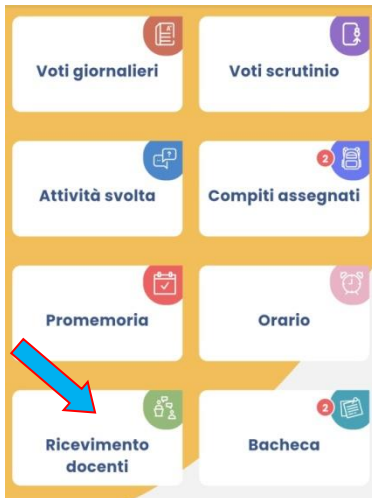 Voti giornalieri
Voti scrutinio
Attività svolta
2
Compiti assegnati
Promemoria
Orario
Ricevimento
docenti
2
Bacheca